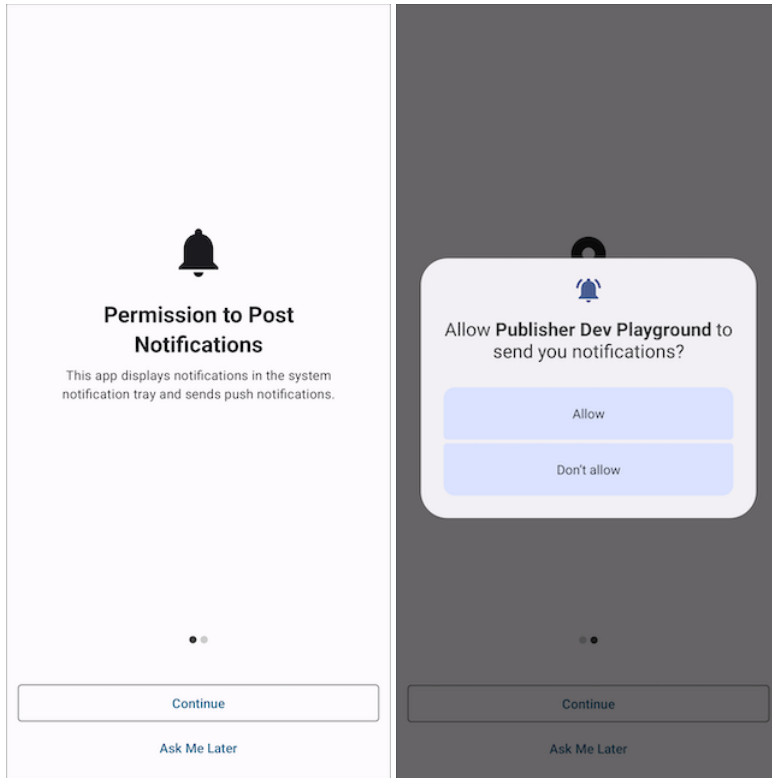 Permission to Post
Notifications
This app displays notifications in the system
notification tray and sends push notifications.
Continue
Ask Me Later
Allow Publisher Dev Playground to
send you notifications?
Allow
Don't allow
Continue
Ask Me Later